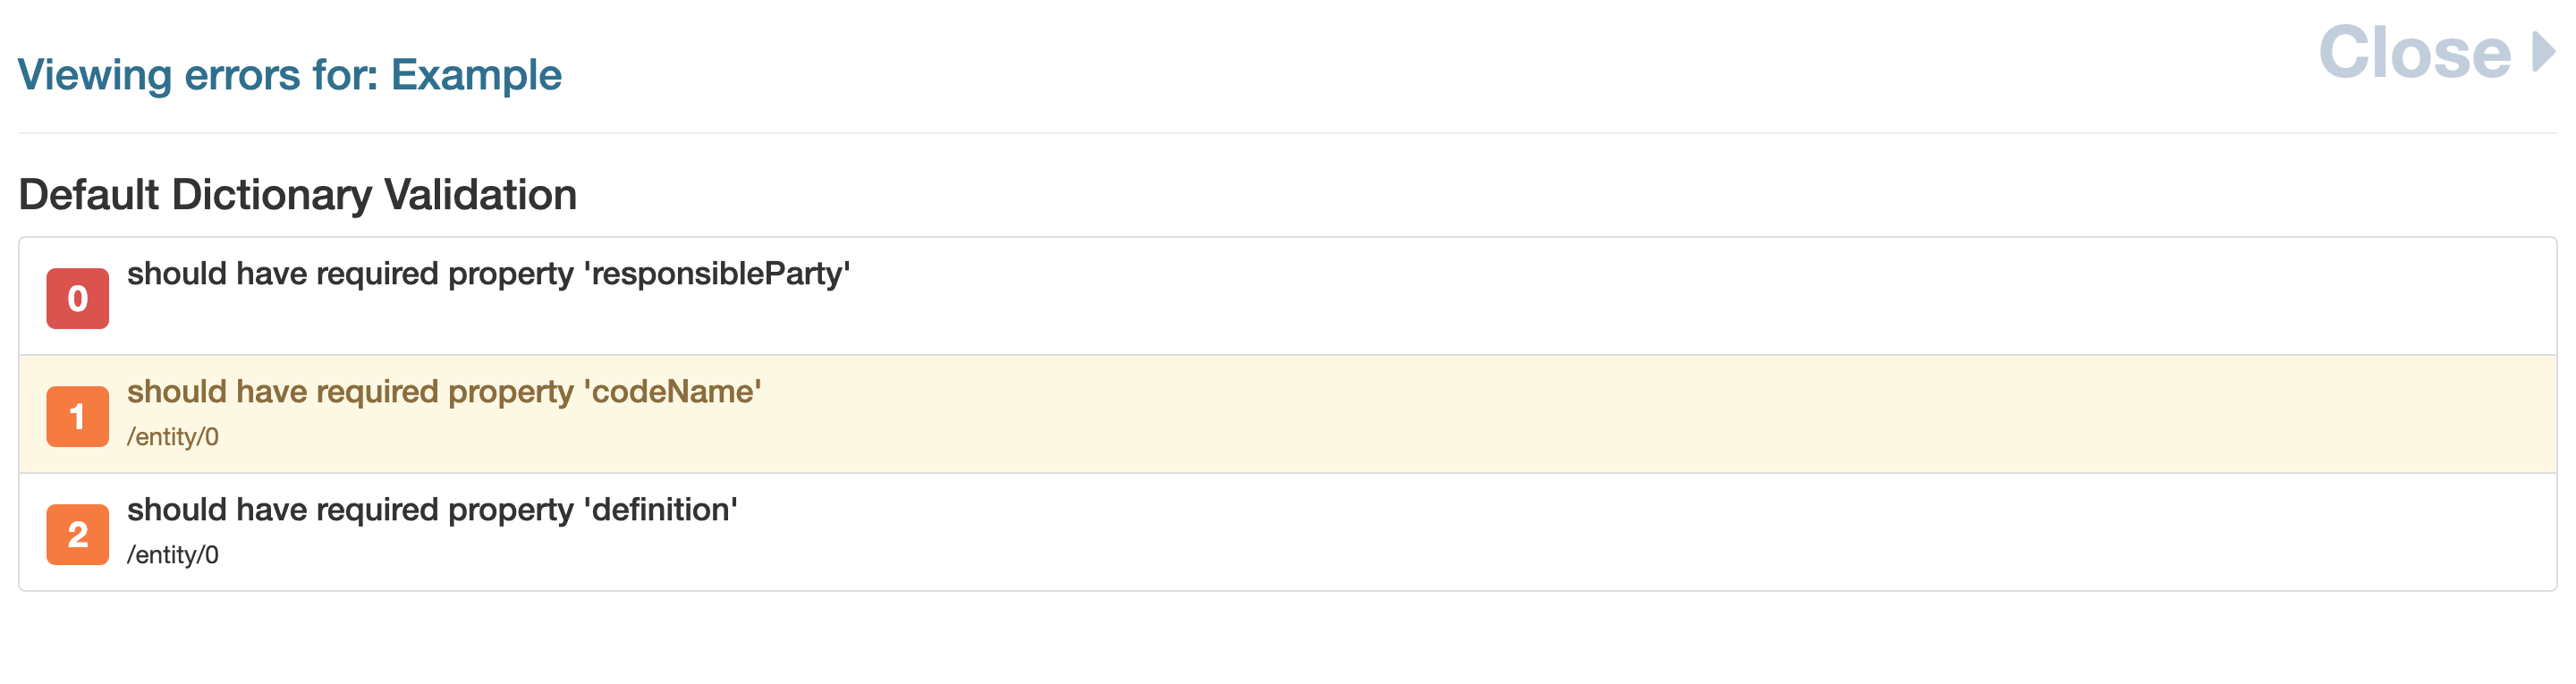 Close
Viewing errors for: Example
Default Dictionary Validation
0 should have required property 'responsibleParty'
1 should have required property 'codeName'
/entity/0
2 should have required property 'definition'
/entity/0